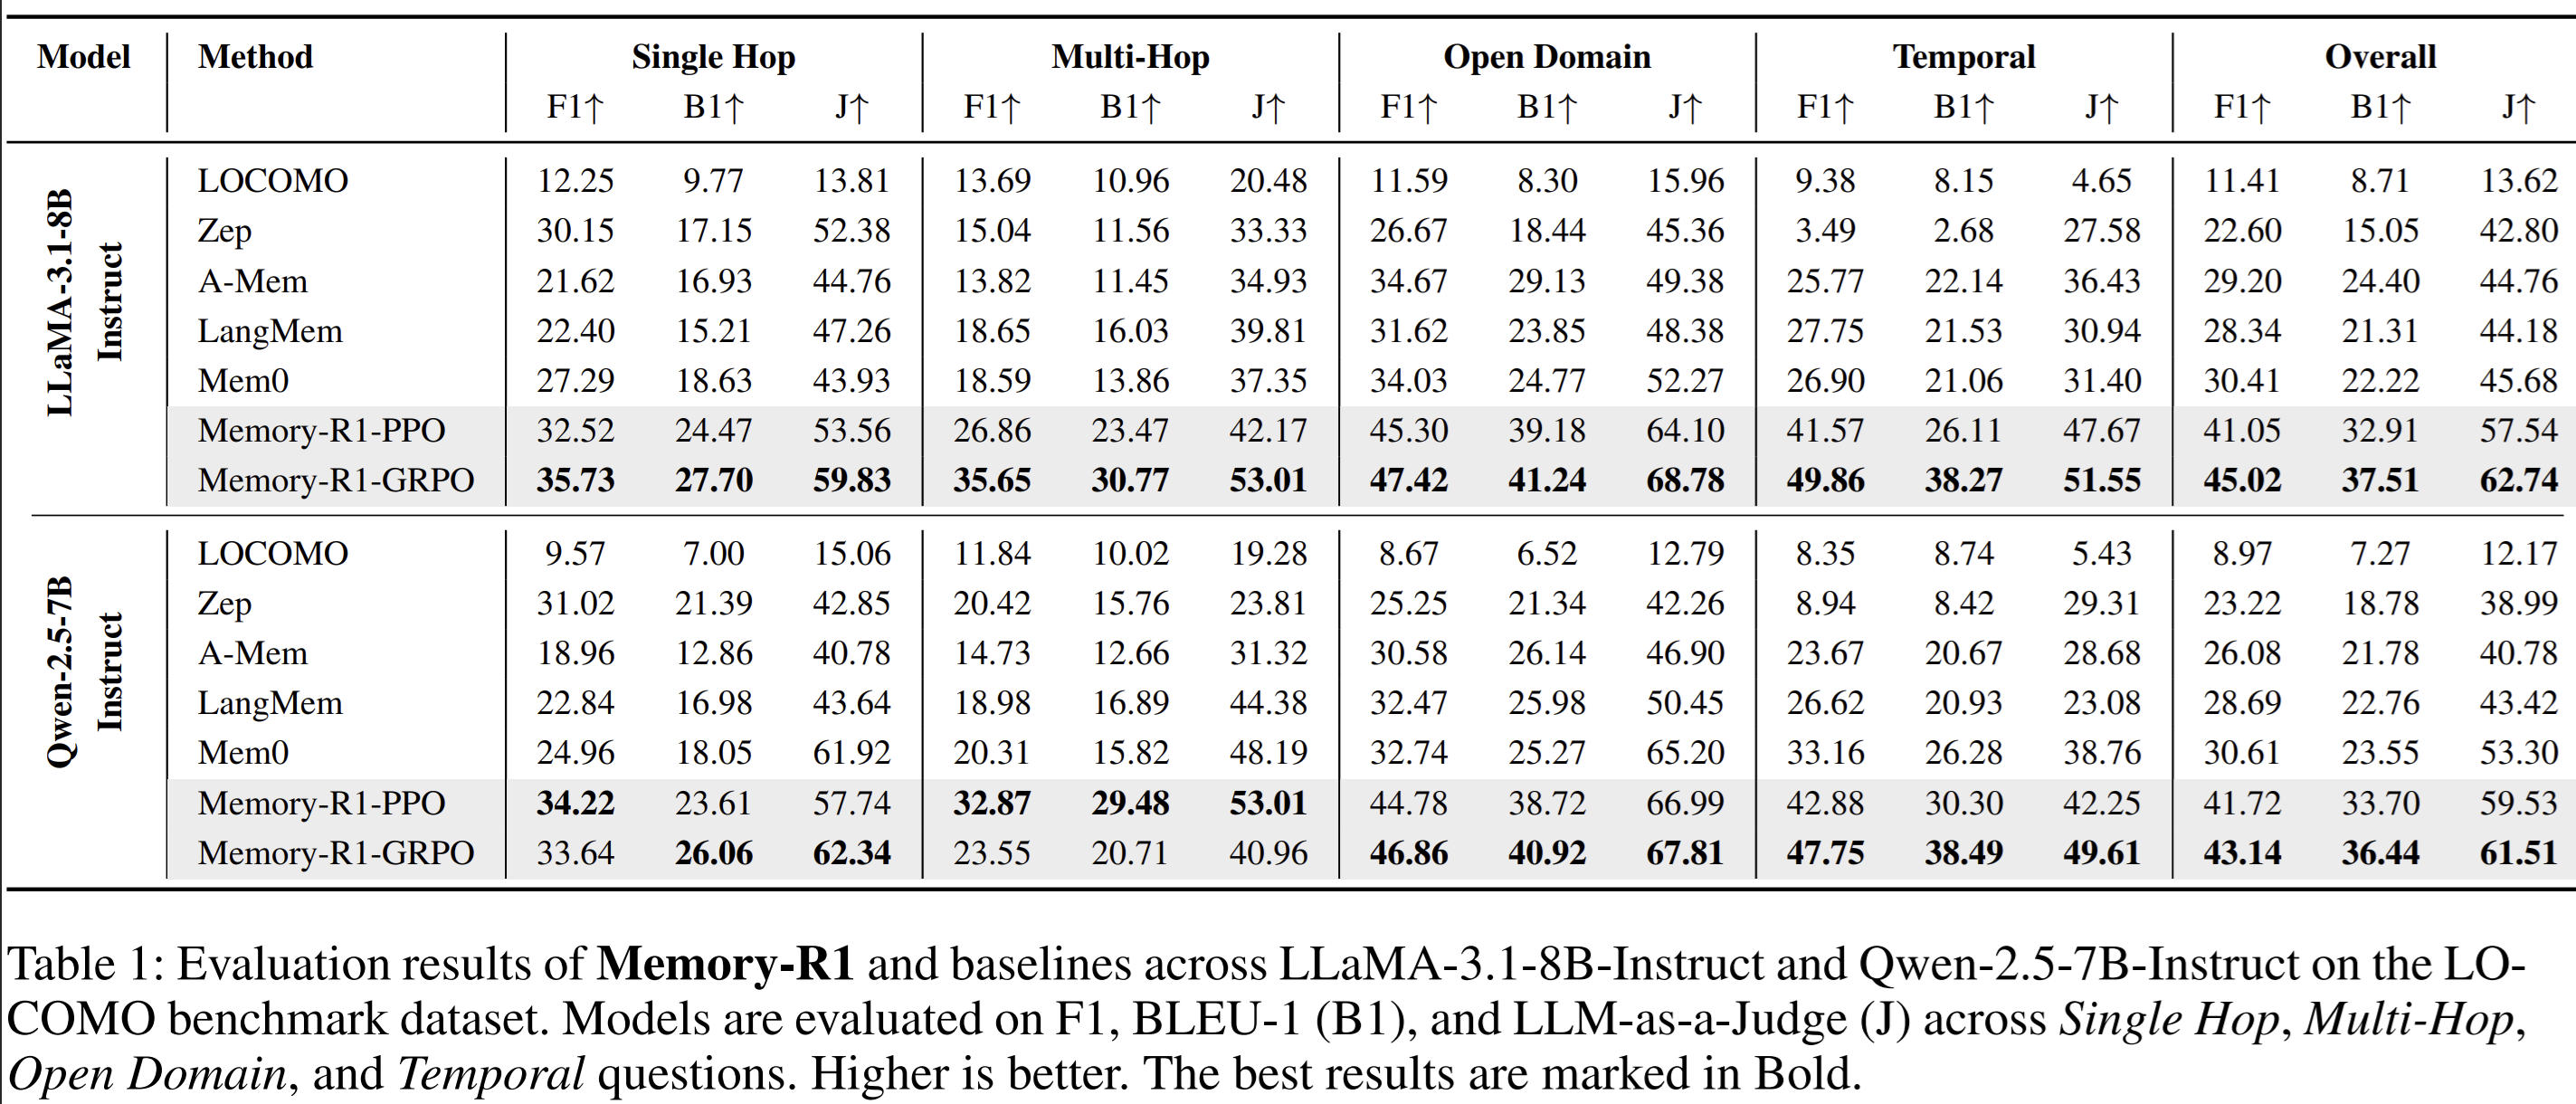 Model Method Single Hop Multi-Hop Open Domain Temporal Overall
F1↑ B1↑ J↑ F1↑ B1↑ J↑ F1↑ B1↑ J↑ F1↑ B1↑ J↑ F1↑ B1↑ J↑
LLaMA-3.1-8B
Instruct
LOCOMO 12.25 9.77 13.81 13.69 10.96 20.48 11.59 8.30 15.96 9.38 8.15 4.65 11.41 8.71 13.62
Zep 30.15 17.15 52.38 15.04 11.56 33.33 26.67 18.44 45.36 3.49 2.68 27.58 22.60 15.05 42.80
A-Mem 21.62 16.93 44.76 13.82 11.45 34.93 34.67 29.13 49.38 25.77 22.14 36.43 29.20 24.40 44.76
LangMem 22.40 15.21 47.26 18.65 16.03 39.81 31.62 23.85 48.38 27.75 21.53 30.94 28.34 21.31 44.18
Mem0 27.29 18.63 43.93 18.59 13.86 37.35 34.03 24.77 52.27 26.90 21.06 31.40 30.41 22.22 45.68
Memory-R1-PPO 32.52 24.47 53.56 26.86 23.47 42.17 45.30 39.18 64.10 41.57 26.11 47.67 41.05 32.91 57.54
Memory-R1-GRPO 35.73 27.70 59.83 35.65 30.77 53.01 47.42 41.24 68.78 49.86 38.27 51.55 45.02 37.51 62.74
Qwen-2.5-7B
Instruct
LOCOMO 9.57 7.00 15.06 11.84 10.02 19.28 8.67 6.52 12.79 8.35 8.74 5.43 8.97 7.27 12.17
Zep 31.02 21.39 42.85 20.42 15.76 23.81 25.25 21.34 42.26 8.94 8.42 29.31 23.22 18.78 38.99
A-Mem 18.96 12.86 40.78 14.73 12.66 31.32 30.58 26.14 46.90 23.67 20.67 28.68 26.08 21.78 40.78
LangMem 22.84 16.98 43.64 18.98 16.89 44.38 32.47 25.98 50.45 26.62 20.93 23.08 28.69 22.76 43.42
Mem0 24.96 18.05 61.92 20.31 15.82 48.19 32.74 25.27 65.20 33.16 26.28 38.76 30.61 23.55 53.30
Memory-R1-PPO 34.22 23.61 57.74 32.87 29.48 53.01 44.78 38.72 66.99 42.88 30.30 42.25 41.72 33.70 59.53
Memory-R1-GRPO 33.64 26.06 62.34 23.55 20.71 40.96 46.86 40.92 67.81 47.75 38.49 49.61 43.14 36.44 61.51
Table 1: Evaluation results of Memory-R1 and baselines across LLaMA-3.1-8B-Instruct and Qwen-2.5-7B-Instruct on the LO-
COMO benchmark dataset. Models are evaluated on F1, BLEU-1 (B1), and LLM-as-a-Judge (J) across Single Hop, Multi-Hop,
Open Domain, and Temporal questions. Higher is better. The best results are marked in Bold.